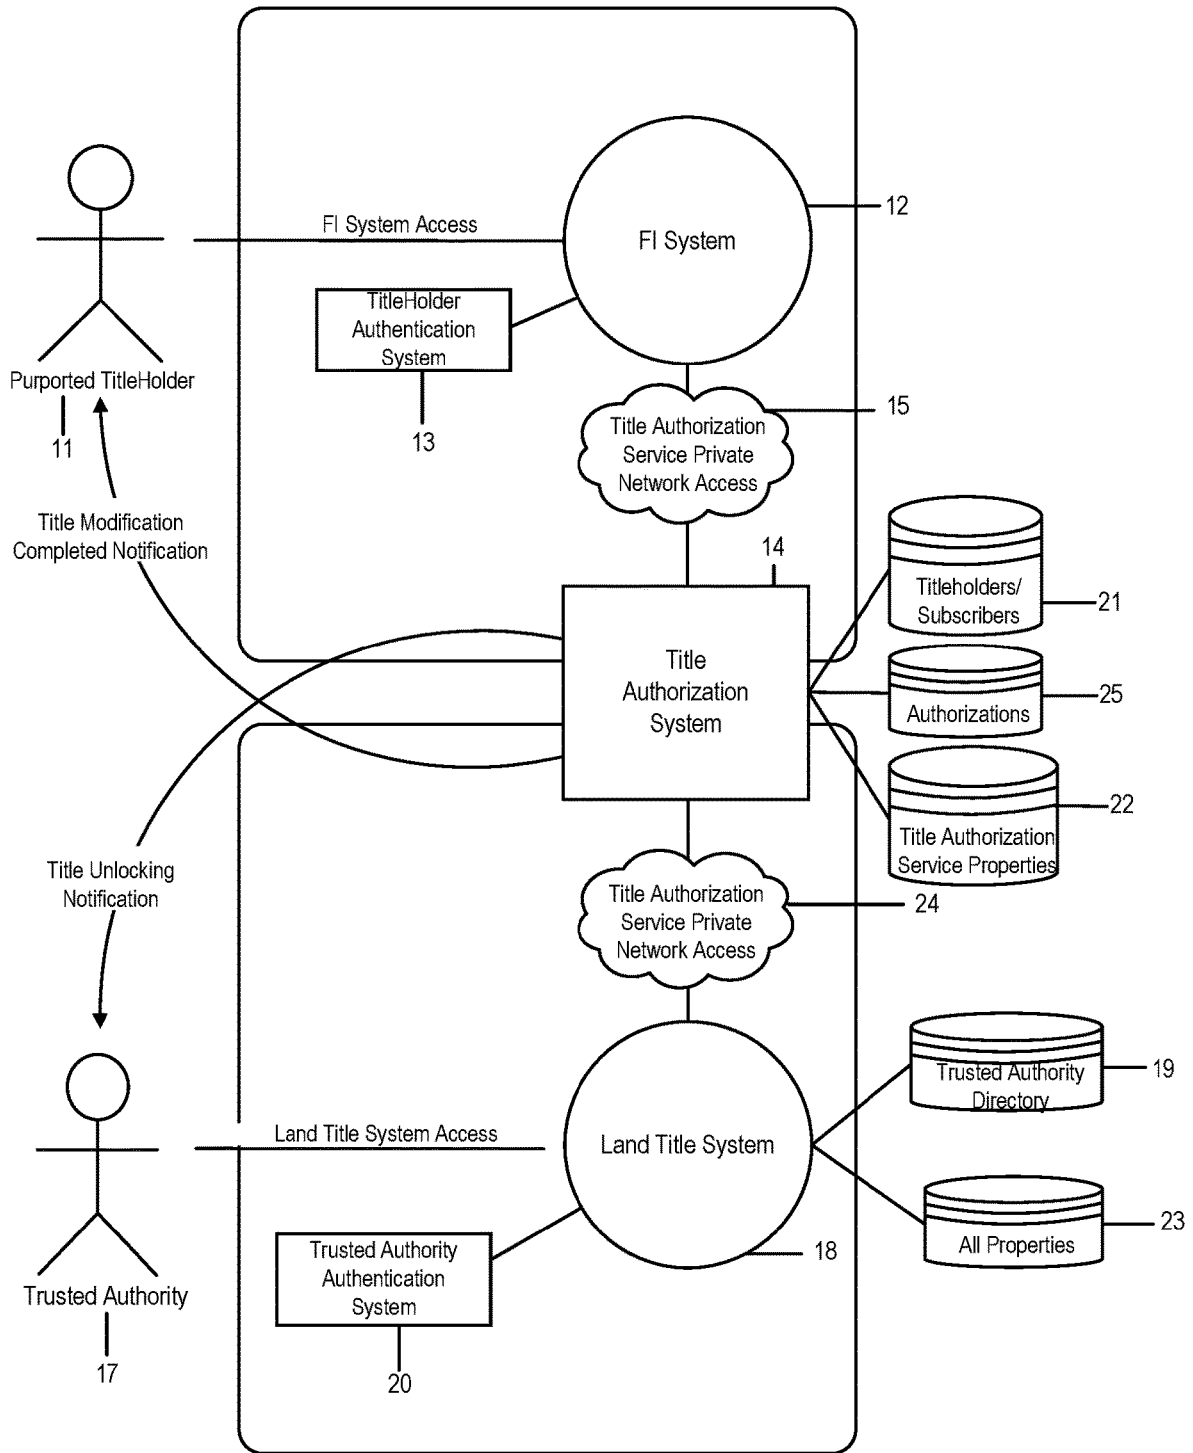 12
FI System Access
FI System
TitleHolder
Authentication
System
Purported TitleHolder
11
13
15
Title Authorization
Service Private
Network Access
Title Modification
Completed Notification
14
Titleholders/
Subscribers
21
Title
Authorization
System
25
Authorizations
22
Title Authorization
Service Properties
Title Unlocking
Notification
Title Authorization
Service Private
Network Access
24
Trusted Authority
Directory
19
Land Title System Access
Land Title System
All Properties
23
18
Trusted Authority
Authentication
System
Trusted Authority
17
20